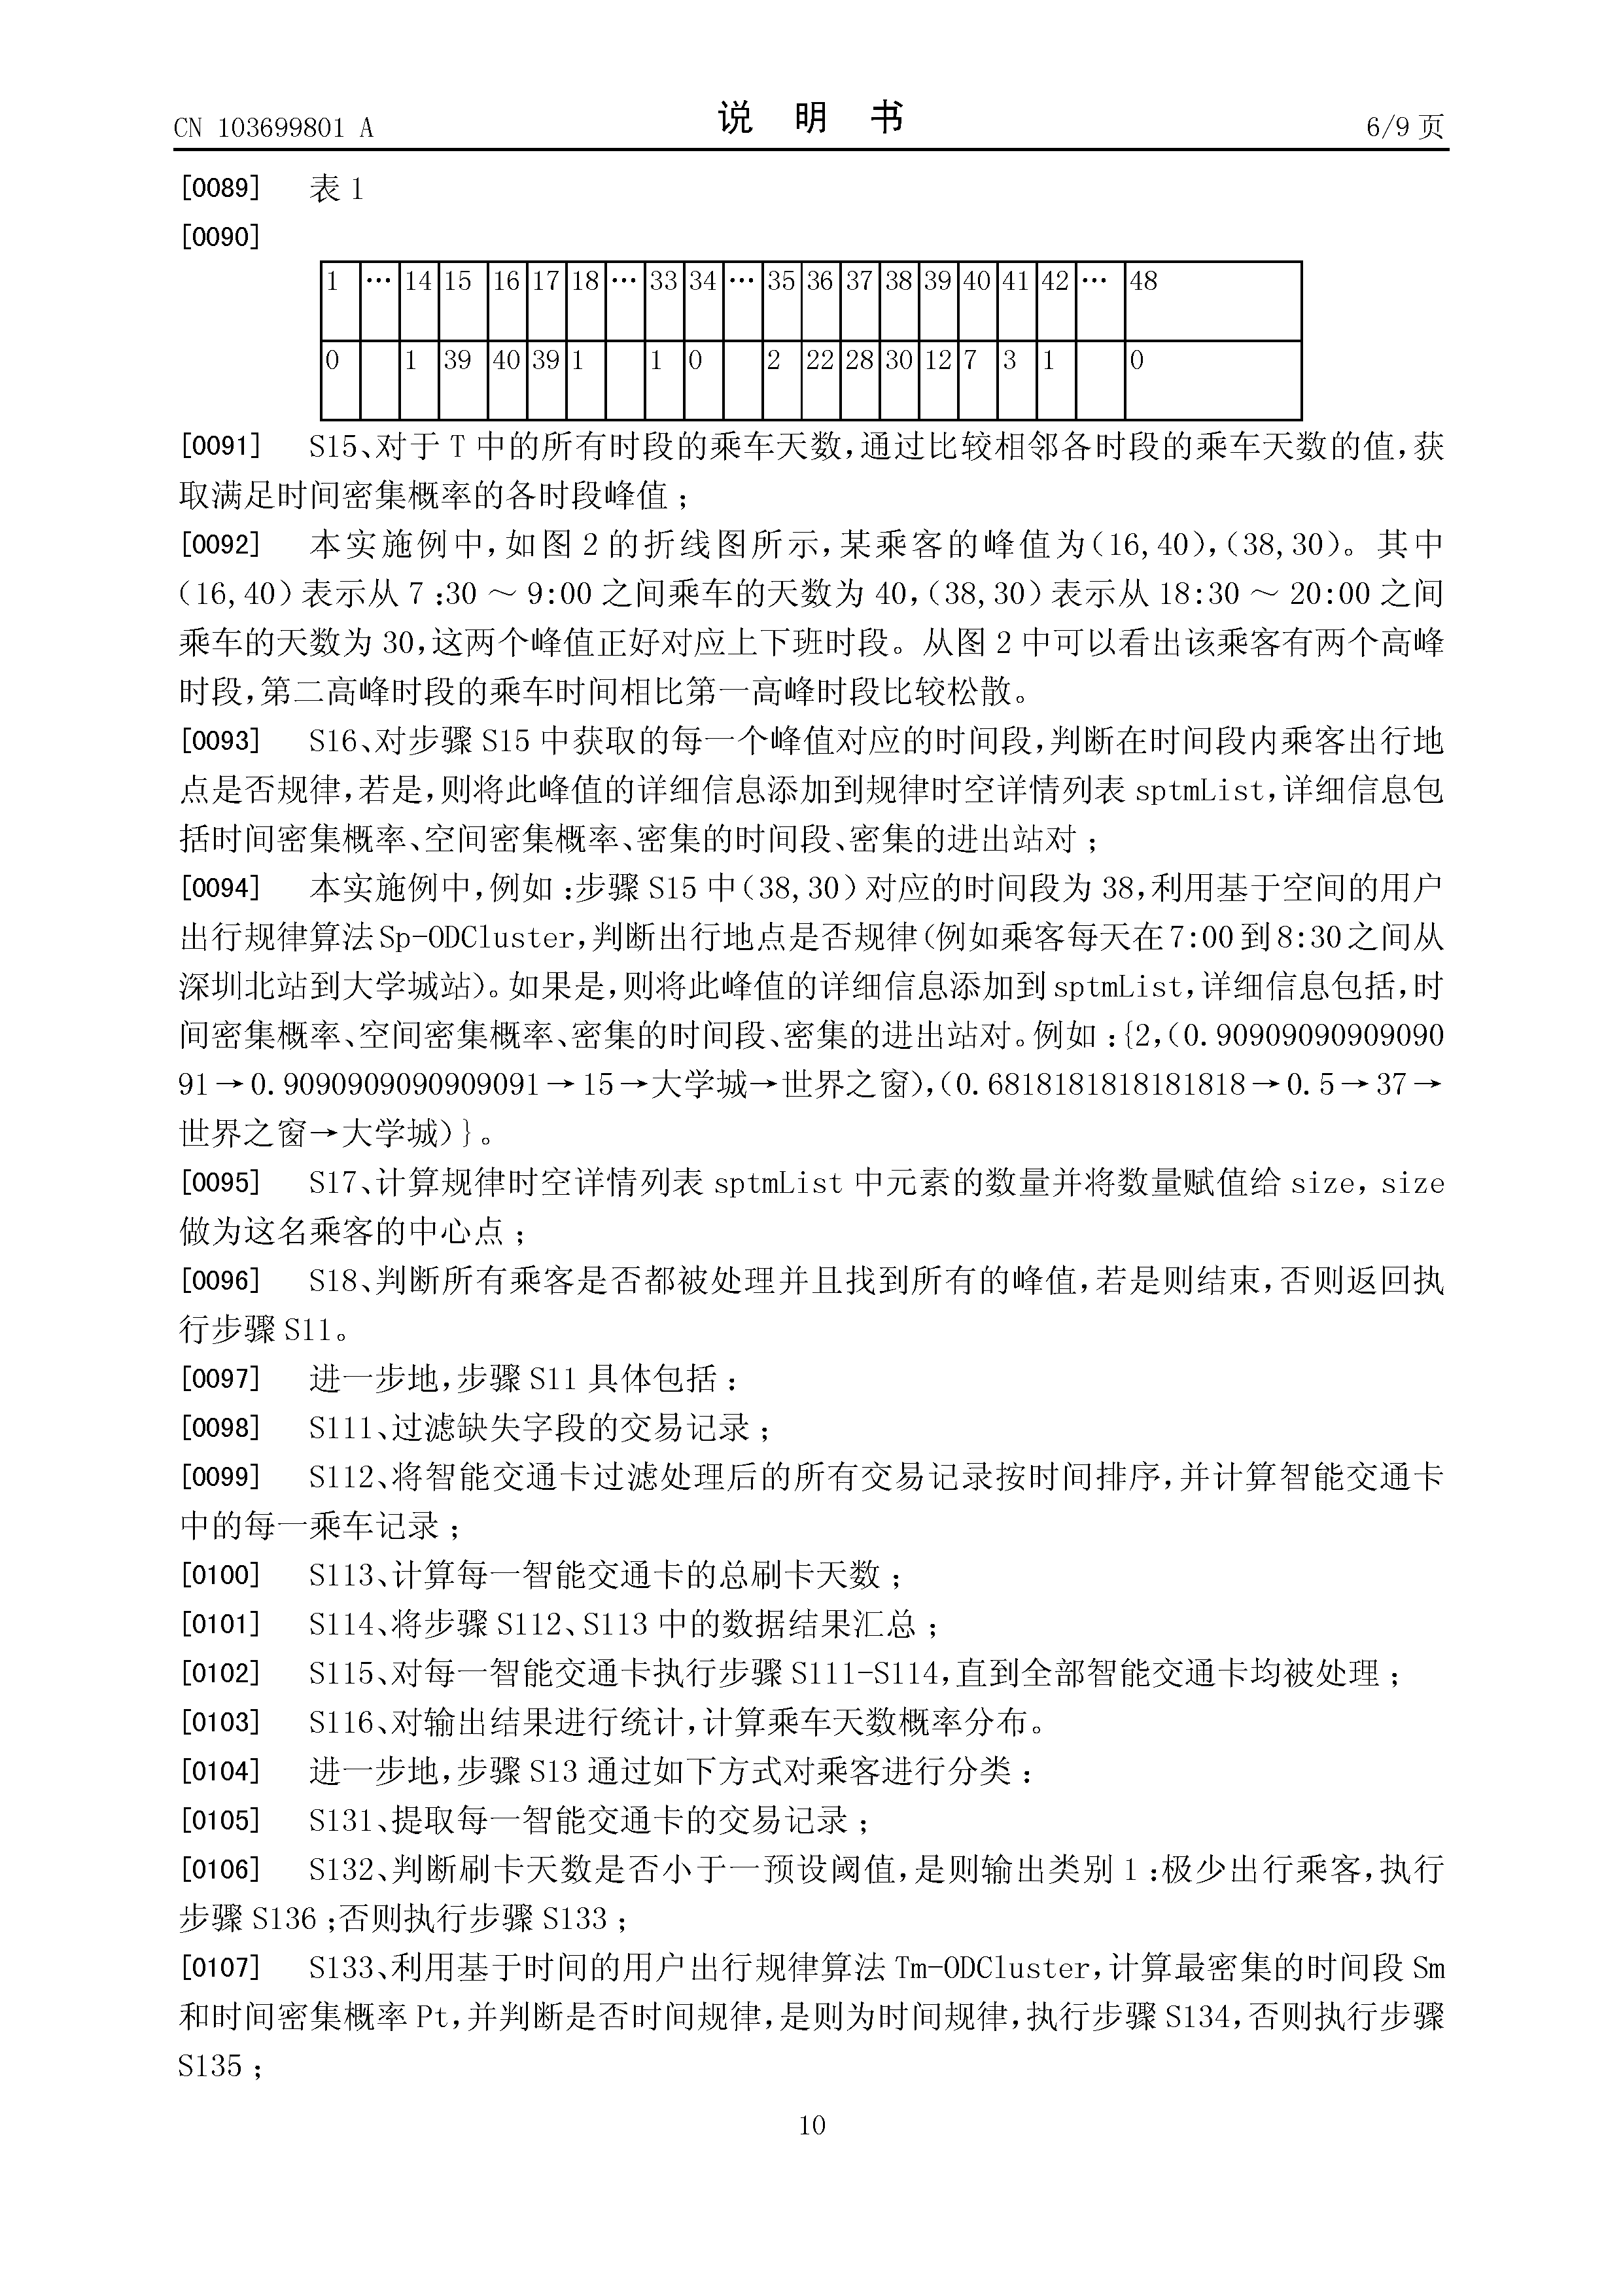 CN 103699801 A
说 明 书
6/9 页
[0089] 表 1
[0090]
1 … 14 15 16 17 18 … 33 34 … 35 36 37 38 39 40 41 42 … 48
0 1 39 40 39 1 1 0 2 22 28 30 12 7 3 1 0
[0091] S15、对于 T 中的所有时段的乘车天数,通过比较相邻各时段的乘车天数的值,获
取满足时间密集概率的各时段峰值；
[0092] 本实施例中,如图 2 的折线图所示,某乘客的峰值为(16,40),(38,30)。其中
(16,40)表示从 7:30 ～ 9:00 之间乘车的天数为 40,(38,30)表示从 18:30 ～ 20:00 之间
乘车的天数为 30,这两个峰值正好对应上下班时段。从图 2 中可以看出该乘客有两个高峰
时段,第二高峰时段的乘车时间相比第一高峰时段比较松散。
[0093] S16、对步骤 S15 中获取的每一个峰值对应的时间段,判断在时间段内乘客出行地
点是否规律,若是,则将此峰值的详细信息添加到规律时空详情列表 sptmList,详细信息包
括时间密集概率、空间密集概率、密集的时间段、密集的进出站对；
[0094] 本实施例中,例如:步骤 S15 中(38,30)对应的时间段为 38,利用基于空间的用户
出行规律算法 Sp-ODCluster,判断出行地点是否规律(例如乘客每天在 7:00 到 8:30 之间从
深圳北站到大学城站)。如果是,则将此峰值的详细信息添加到 sptmList,详细信息包括,时
间密集概率、空间密集概率、密集的时间段、密集的进出站对。例如:{2,(0.90909090909090
91→0.9090909090909091→15→大学城→世界之窗),(0.6818181818181818→0.5→37→
世界之窗→大学城)}。
[0095] S17、计算规律时空详情列表 sptmList 中元素的数量并将数量赋值给 size, size
做为这名乘客的中心点；
[0096] S18、判断所有乘客是否都被处理并且找到所有的峰值,若是则结束,否则返回执
行步骤 S11。
[0097] 进一步地,步骤 S11 具体包括：
[0098] S111、过滤缺失字段的交易记录；
[0099] S112、将智能交通卡过滤处理后的所有交易记录按时间排序,并计算智能交通卡
中的每一乘车记录；
[0100] S113、计算每一智能交通卡的总刷卡天数；
[0101] S114、将步骤 S112、S113 中的数据结果汇总；
[0102] S115、对每一智能交通卡执行步骤 S111-S114,直到全部智能交通卡均被处理；
[0103] S116、对输出结果进行统计,计算乘车天数概率分布。
[0104] 进一步地,步骤 S13 通过如下方式对乘客进行分类：
[0105] S131、提取每一智能交通卡的交易记录；
[0106] S132、判断刷卡天数是否小于一预设阈值,是则输出类别 1:极少出行乘客,执行
步骤 S136;否则执行步骤 S133；
[0107] S133、利用基于时间的用户出行规律算法 Tm-ODCluster,计算最密集的时间段 Sm
和时间密集概率 Pt,并判断是否时间规律,是则为时间规律,执行步骤 S134,否则执行步骤
S135；
10